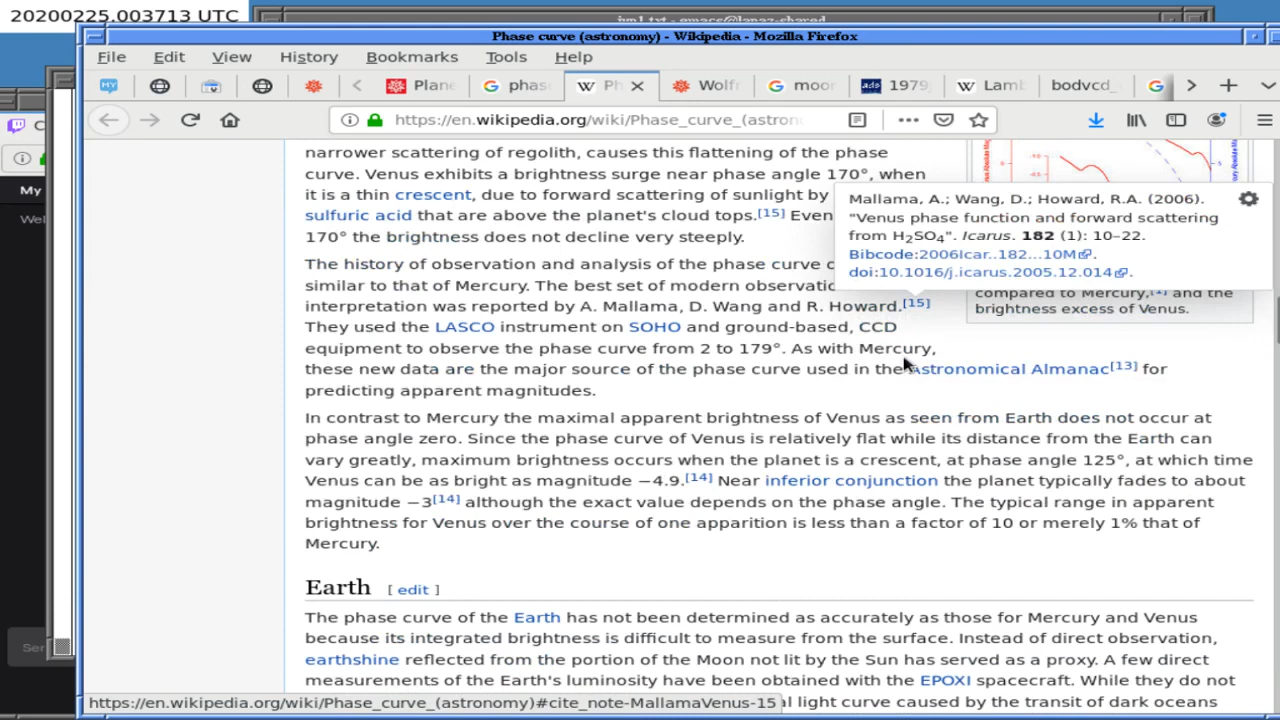 20200225.003713 UTC
jm1.txt - emacs@lapaz-shared
Phase curve (astronomy) - Wikipedia - Mozilla Firefox
File Edit View History Bookmarks Tools Help
Plane phas Ph Wolfr moor 1979 Lamb bodvcd_
https://en.wikipedia.org/wiki/Phase_curve_(astron
My
narrower scattering of regolith, causes this flattening of the phase
curve. Venus exhibits a brightness surge near phase angle 170°, when
it is a thin crescent, due to forward scattering of sunlight by
sulfuric acid that are above the planet's cloud tops.[15] Even
170° the brightness does not decline very steeply.
Mallama, A.; Wang, D.; Howard, R.A. (2006).
"Venus phase function and forward scattering
from H2SO4". Icarus. 182 (1): 10–22.
Bibcode:2006Icar..182...10M.
doi:10.1016/j.icarus.2005.12.014.
compared to Mercury,[1] and the
brightness excess of Venus.
The history of observation and analysis of the phase curve
similar to that of Mercury. The best set of modern observatio
interpretation was reported by A. Mallama, D. Wang and R. Howard.[15]
They used the LASCO instrument on SOHO and ground-based, CCD
equipment to observe the phase curve from 2 to 179°. As with Mercury,
these new data are the major source of the phase curve used in the Astronomical Almanac[13] for
predicting apparent magnitudes.
In contrast to Mercury the maximal apparent brightness of Venus as seen from Earth does not occur at
phase angle zero. Since the phase curve of Venus is relatively flat while its distance from the Earth can
vary greatly, maximum brightness occurs when the planet is a crescent, at phase angle 125°, at which time
Venus can be as bright as magnitude −4.9.[14] Near inferior conjunction the planet typically fades to about
magnitude −3[14] although the exact value depends on the phase angle. The typical range in apparent
brightness for Venus over the course of one apparition is less than a factor of 10 or merely 1% that of
Mercury.
Earth [ edit ]
The phase curve of the Earth has not been determined as accurately as those for Mercury and Venus
because its integrated brightness is difficult to measure from the surface. Instead of direct observation,
earthshine reflected from the portion of the Moon not lit by the Sun has served as a proxy. A few direct
measurements of the Earth's luminosity have been obtained with the EPOXI spacecraft. While they do not
https://en.wikipedia.org/wiki/Phase_curve_(astronomy)#cite_note-MallamaVenus-15
l light curve caused by the transit of dark oceans